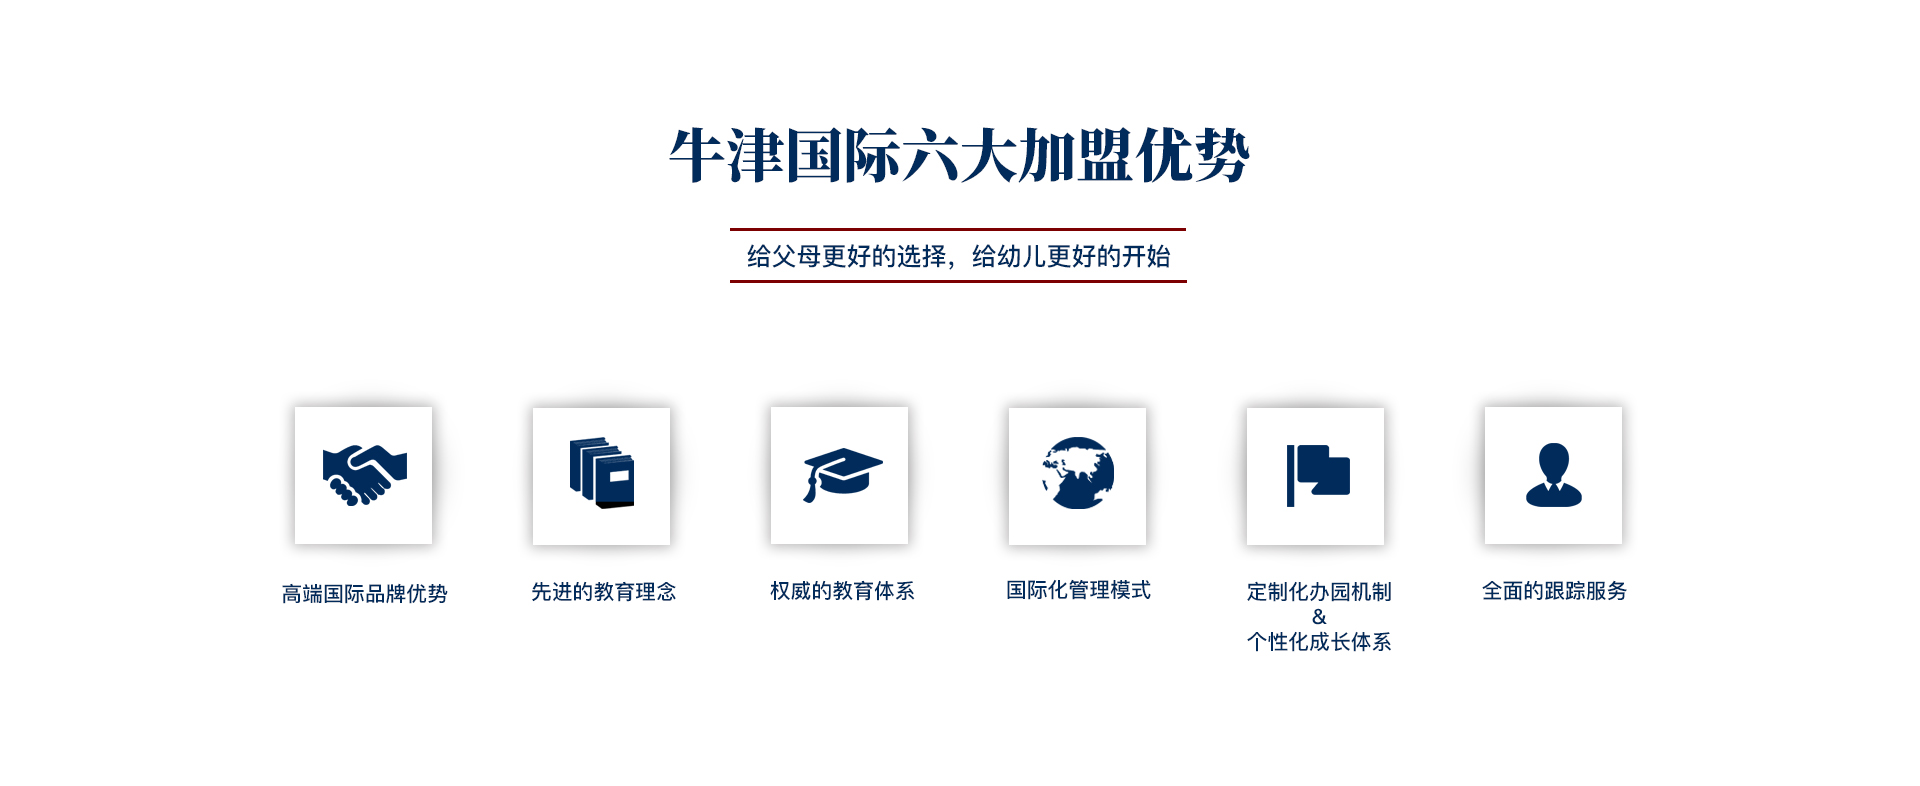 牛津国际六大加盟优势
给父母更好的选择，给幼儿更好的开始
高端国际品牌优势
先进的教育理念
权威的教育体系
国际化管理模式
定制化办园机制
&
个性化成长体系
全面的跟踪服务